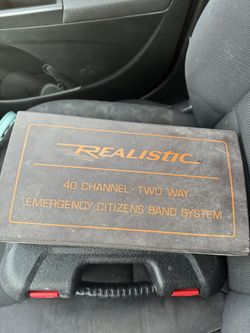 REALISTIC
40 CHANNEL - TWO WAY
EMERGENCY CITIZENS BAND SYSTEM